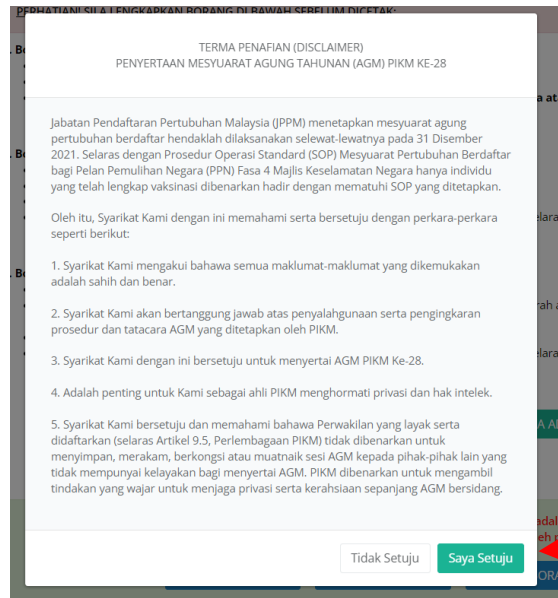 PERHATIAN! SILA LENGKAPKAN BORANG DI BAWAH SEBELUM DICETAK:
TERMA PENAFIAN (DISCLAIMER)
PENYERTAAN MESYUARAT AGUNG TAHUNAN (AGM) PIKM KE-28
Jabatan Pendaftaran Pertubuhan Malaysia (JPPM) menetapkan mesyuarat agung
pertubuhan berdaftar hendaklah dilaksanakan selewat-lewatnya pada 31 Disember
2021. Selaras dengan Prosedur Operasi Standard (SOP) Mesyuarat Pertubuhan Berdaftar
bagi Pelan Pemulihan Negara (PPN) Fasa 4 Majlis Keselamatan Negara hanya individu
yang telah lengkap vaksinasi dibenarkan hadir dengan mematuhi SOP yang ditetapkan.
Oleh itu, Syarikat Kami dengan ini memahami serta bersetuju dengan perkara-perkara
seperti berikut:
1. Syarikat Kami mengakui bahawa semua maklumat-maklumat yang dikemukakan
adalah sahih dan benar.
2. Syarikat Kami akan bertanggung jawab atas penyalahgunaan serta pengingkaran
prosedur dan tatacara AGM yang ditetapkan oleh PIKM.
3. Syarikat Kami dengan ini bersetuju untuk menyertai AGM PIKM Ke-28.
4. Adalah penting untuk Kami sebagai ahli PIKM menghormati privasi dan hak intelek.
5. Syarikat Kami bersetuju dan memahami bahawa Perwakilan yang layak serta
didaftarkan (selaras Artikel 9.5, Perlembagaan PIKM) tidak dibenarkan untuk
menyimpan, merakam, berkongsi atau muatnaik sesi AGM kepada pihak-pihak lain yang
tidak mempunyai kelayakan bagi menyertai AGM. PIKM dibenarkan untuk mengambil
tindakan yang wajar untuk menjaga privasi serta kerahsiaan sepanjang AGM bersidang.
Tidak Setuju
Saya Setuju